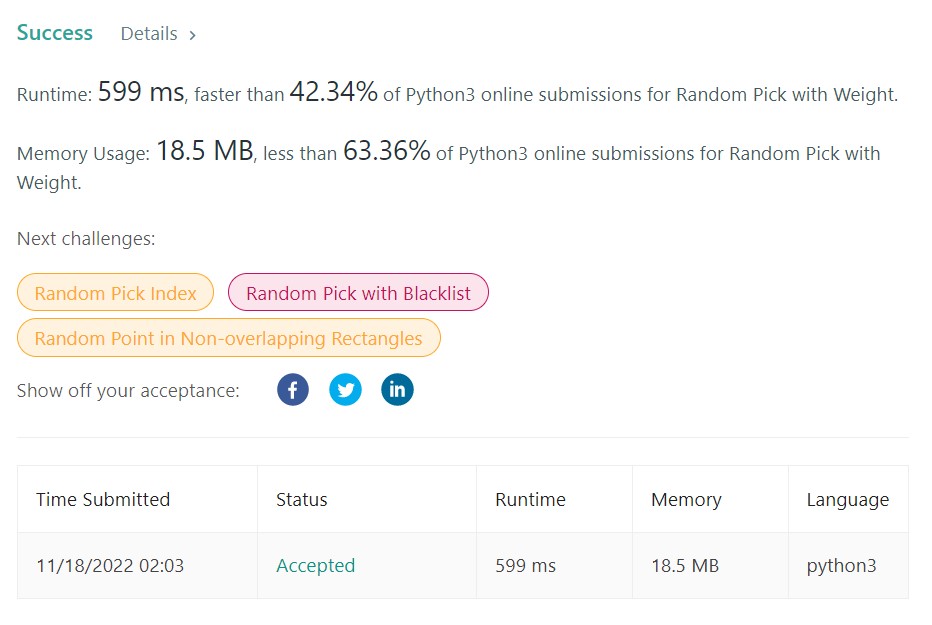 Success Details >
Runtime: 599 ms, faster than 42.34% of Python3 online submissions for Random Pick with Weight.
Memory Usage: 18.5 MB, less than 63.36% of Python3 online submissions for Random Pick with
Weight.
Next challenges:
Random Pick Index Random Pick with Blacklist
Random Point in Non-overlapping Rectangles
Show off your acceptance: f in
Time Submitted Status Runtime Memory Language
11/18/2022 02:03 Accepted 599 ms 18.5 MB python3